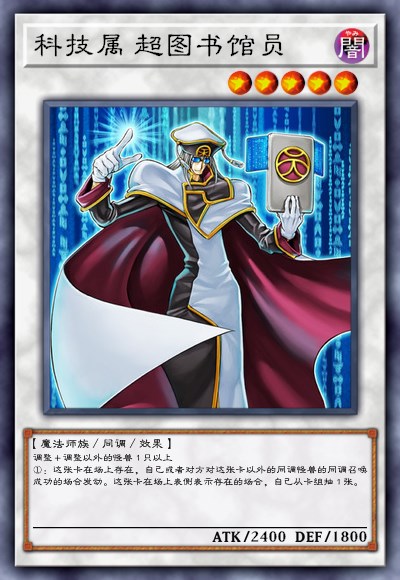 科技属 超图书馆员
やみ
闇
【魔法师族／同调／效果】
调整＋调整以外的怪兽1只以上
①：这张卡在场上存在，自己或者对方对这张卡以外的同调怪兽的同调召唤
成功的场合发动。这张卡在场上表侧表示存在的场合，自己从卡组抽1张。
ATK/2400 DEF/1800